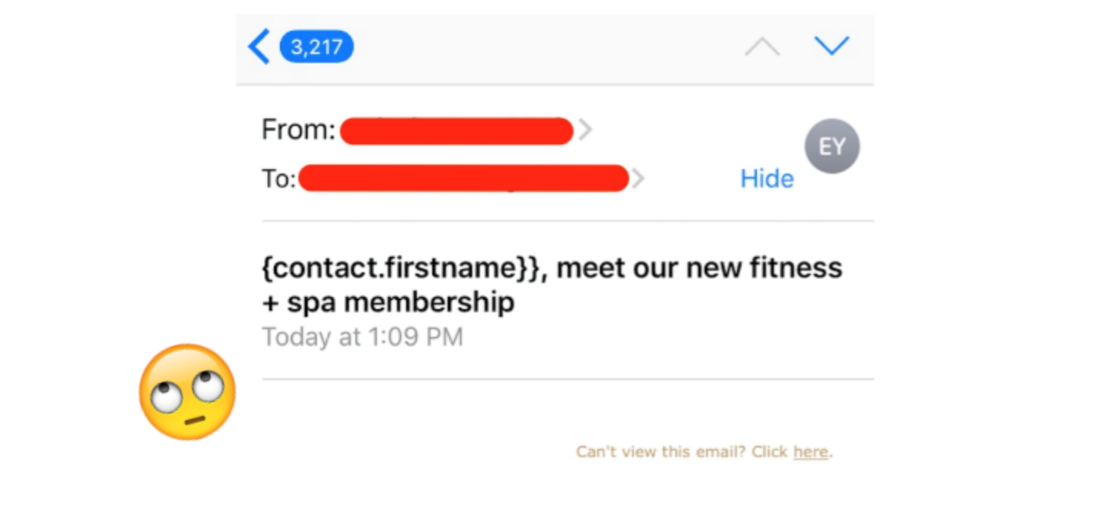 3,217
From:
EY
To:
Hide
{contact.firstname}}, meet our new fitness
+ spa membership
Today at 1:09 PM
Can't view this email? Click here.